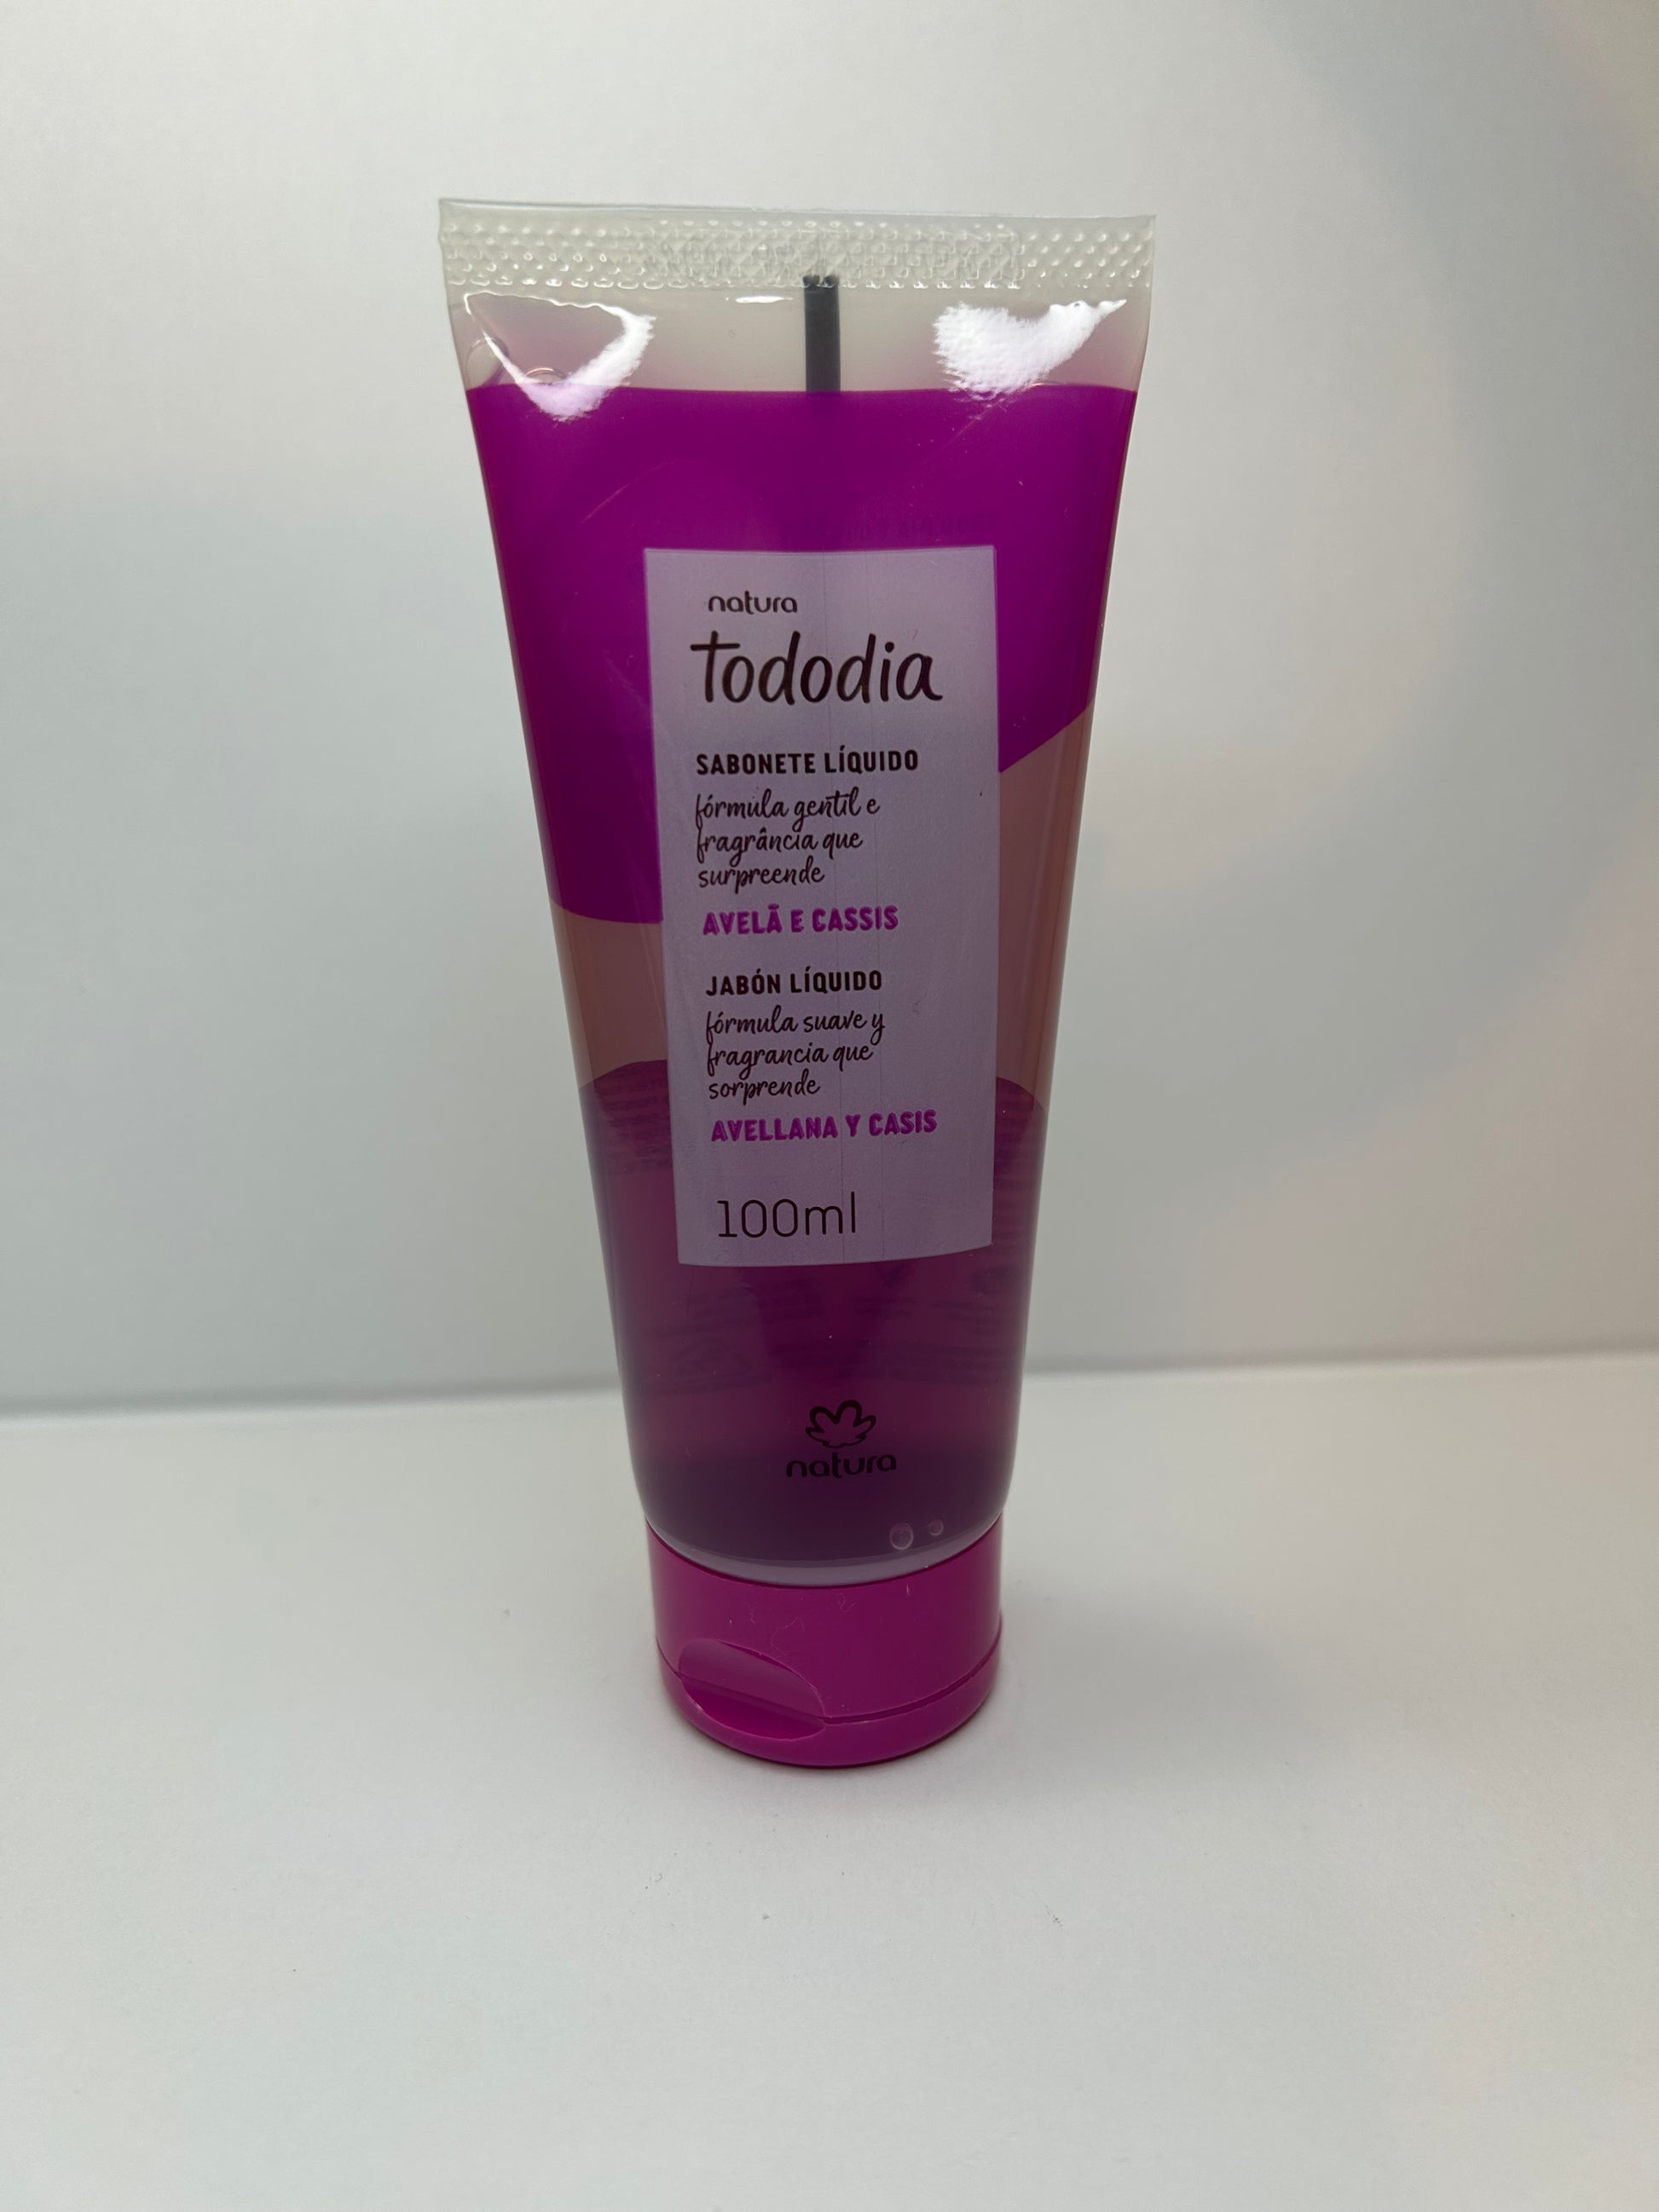 natura
tododia
SABONETE LÍQUIDO
fórmula gentil e
fragrância que
surpreende
AVELÃ E CASSIS
JABÓN LÍQUIDO
fórmula suave y
fragrancia que
sorprende
AVELLANA Y CASIS
100ml
natura